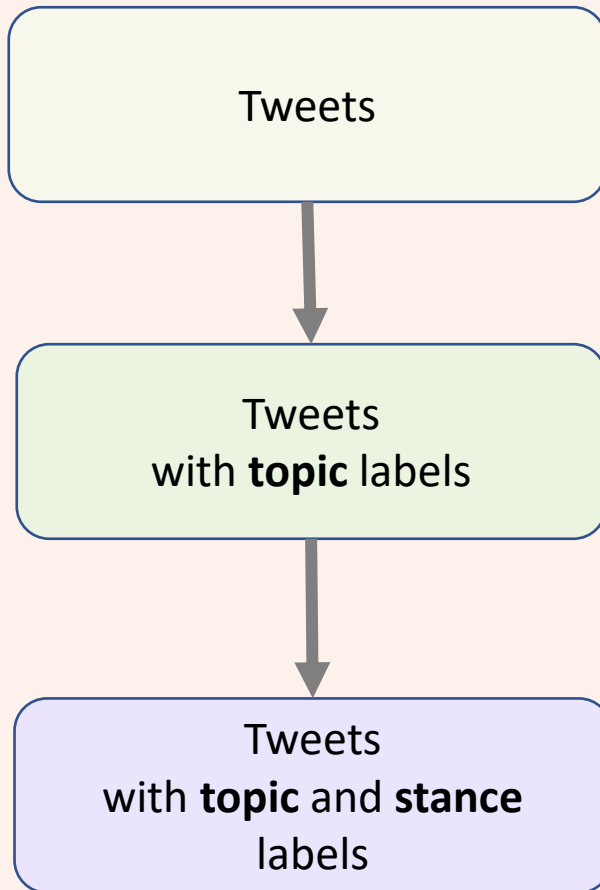 Tweets
Tweets
with topic labels
Tweets
with topic and stance
labels